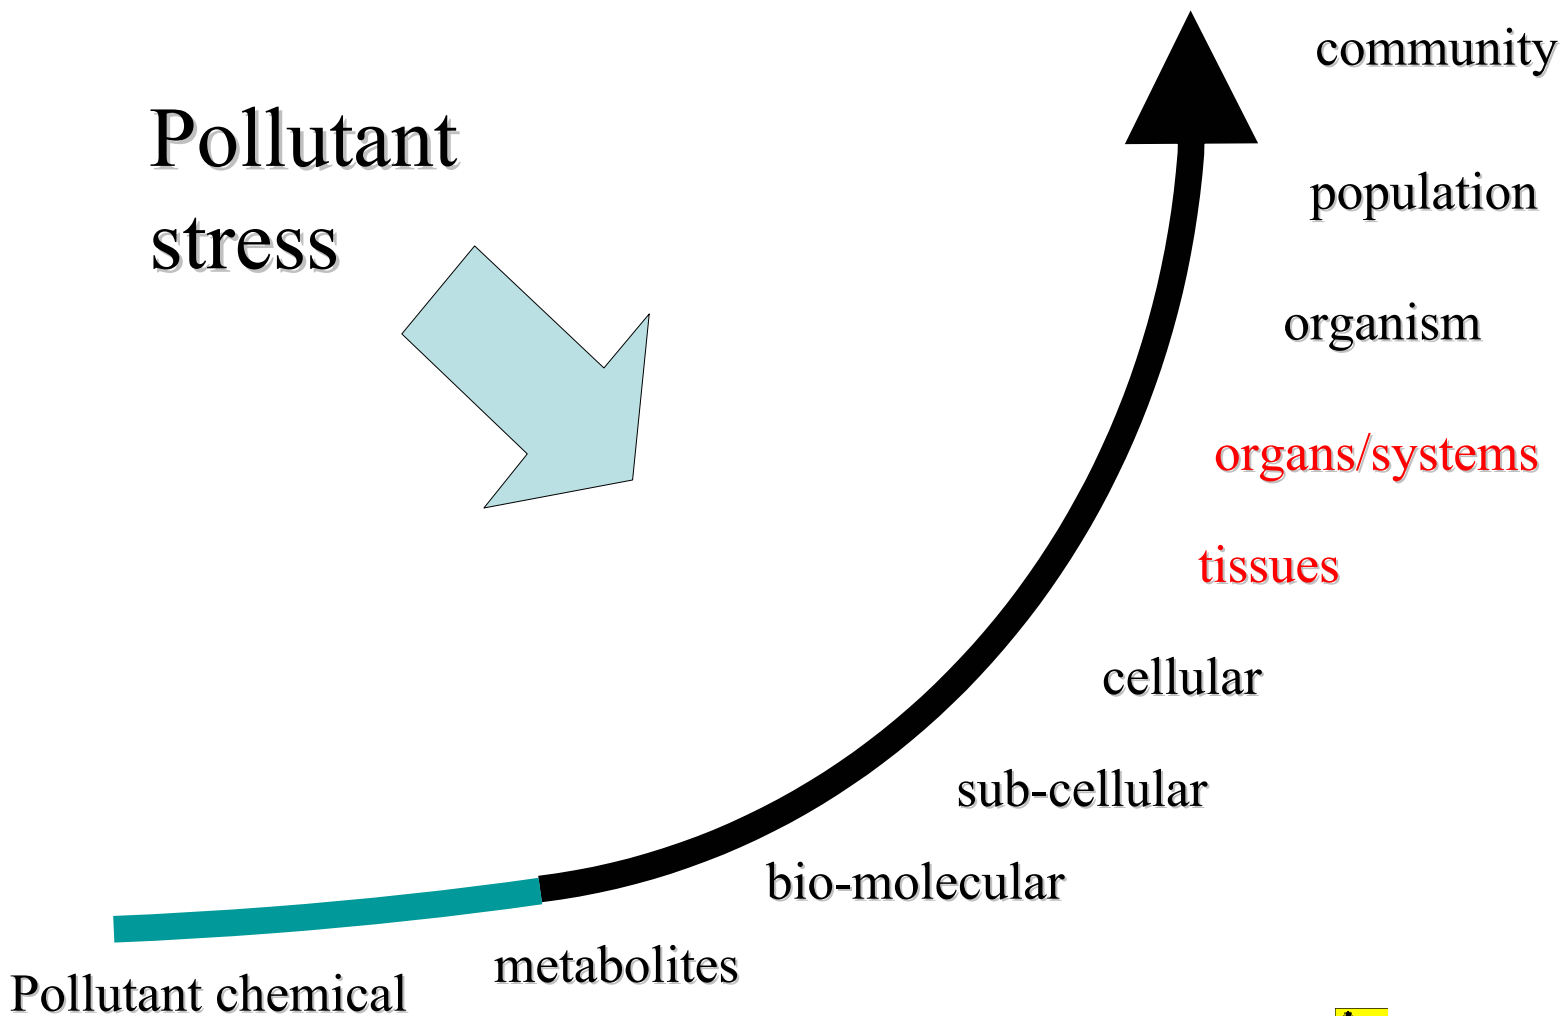 Pollutant
stress
community
population
organism
organs/systems
tissues
cellular
sub-cellular
bio-molecular
metabolites
Pollutant chemical